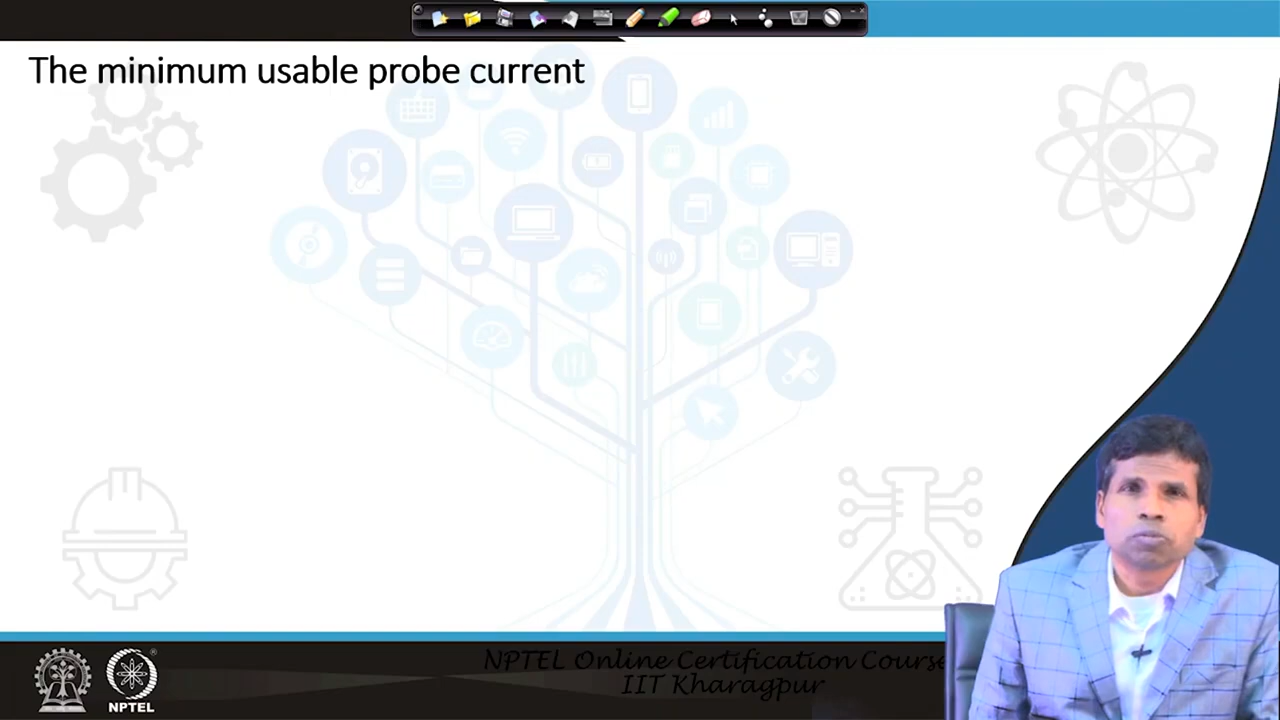 The minimum usable probe current
NPTEL Online Certification Course
IIT Kharagpur
NPTEL